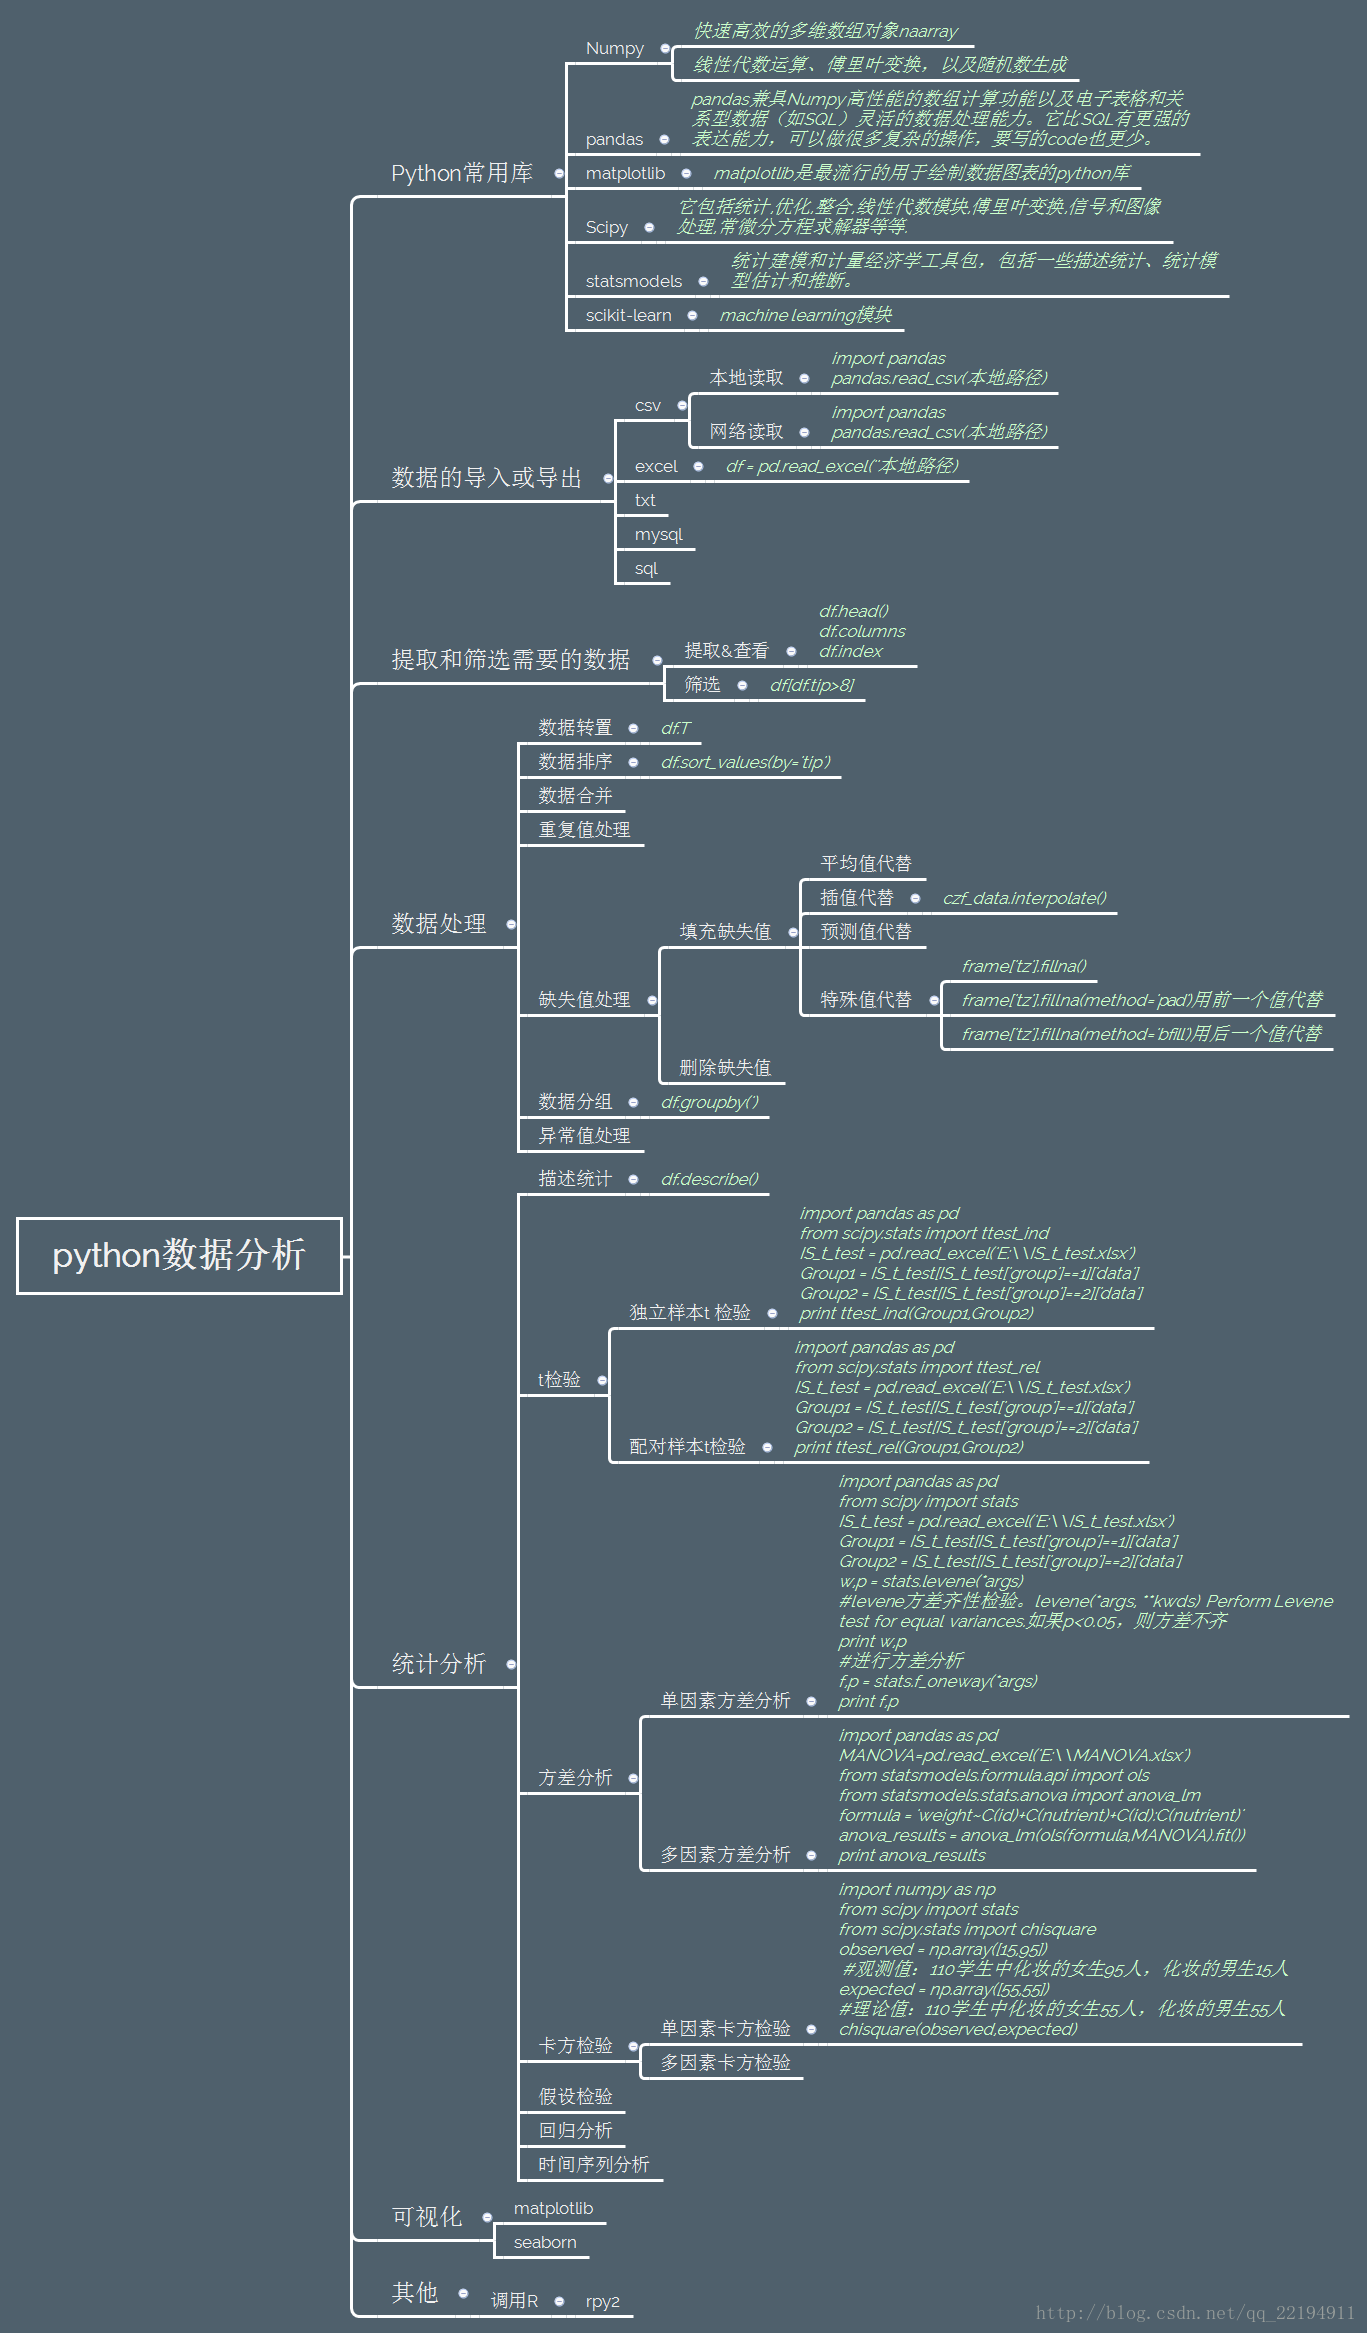 python数据分析
Python常用库
Numpy
快速高效的多维数组对象naarray
线性代数运算、傅里叶变换，以及随机数生成
pandas
pandas兼具Numpy高性能的数组计算功能以及电子表格和关
系型数据（如SQL）灵活的数据处理能力。它比SQL有更强的
表达能力，可以做很多复杂的操作，要写的code也更少。
matplotlib
matplotlib是最流行的用于绘制数据图表的python库
Scipy
它包括统计,优化,整合,线性代数模块,傅里叶变换,信号和图像
处理,常微分方程求解器等等.
statsmodels
统计建模和计量经济学工具包，包括一些描述统计、统计模
型估计和推断。
scikit-learn
machine learning模块
数据的导入或导出
csv
本地读取
import pandas
pandas.read_csv(本地路径)
网络读取
import pandas
pandas.read_csv(本地路径)
excel
df = pd.read_excel(''本地路径)
txt
mysql
sql
提取和筛选需要的数据
提取&查看
df.head()
df.columns
df.index
筛选
df[df.tip>8]
数据处理
数据转置
df.T
数据排序
df.sort_values(by='tip')
数据合并
重复值处理
缺失值处理
填充缺失值
平均值代替
插值代替
czf_data.interpolate()
预测值代替
特殊值代替
frame['tz'].fillna()
frame['tz'].fillna(method='pad')用前一个值代替
frame['tz'].fillna(method='bfill')用后一个值代替
删除缺失值
数据分组
df.groupby('')
异常值处理
统计分析
描述统计
df.describe()
t检验
独立样本t 检验
import pandas as pd
from scipy.stats import ttest_ind
IS_t_test = pd.read_excel('E:\\IS_t_test.xlsx')
Group1 = IS_t_test[IS_t_test['group']==1]['data']
Group2 = IS_t_test[IS_t_test['group']==2]['data']
print ttest_ind(Group1,Group2)
配对样本t检验
import pandas as pd
from scipy.stats import ttest_rel
IS_t_test = pd.read_excel('E:\\IS_t_test.xlsx')
Group1 = IS_t_test[IS_t_test['group']==1]['data']
Group2 = IS_t_test[IS_t_test['group']==2]['data']
print ttest_rel(Group1,Group2)
方差分析
单因素方差分析
import pandas as pd
from scipy import stats
IS_t_test = pd.read_excel('E:\\IS_t_test.xlsx')
Group1 = IS_t_test[IS_t_test['group']==1]['data']
Group2 = IS_t_test[IS_t_test['group']==2]['data']
w,p = stats.levene(*args)
#levene方差齐性检验。levene(*args, **kwds)  Perform Levene
test for equal variances.如果p<0.05，则方差不齐
print w,p
#进行方差分析
f,p = stats.f_oneway(*args)
print f,p
多因素方差分析
import pandas as pd
MANOVA=pd.read_excel('E:\\MANOVA.xlsx')
from statsmodels.formula.api import ols
from statsmodels.stats.anova import anova_lm
formula = 'weight~C(id)+C(nutrient)+C(id):C(nutrient)'
anova_results = anova_lm(ols(formula,MANOVA).fit())
print anova_results
卡方检验
单因素卡方检验
import numpy as np
from scipy import stats
from scipy.stats import chisquare
observed = np.array([15,95])
#观测值：110学生中化妆的女生95人，化妆的男生15人
expected = np.array([55,55])
#理论值：110学生中化妆的女生55人，化妆的男生55人
chisquare(observed,expected)
多因素卡方检验
假设检验
回归分析
时间序列分析
可视化
matplotlib
seaborn
其他
调用R
rpy2
http://blog.csdn.net/qq_22194911